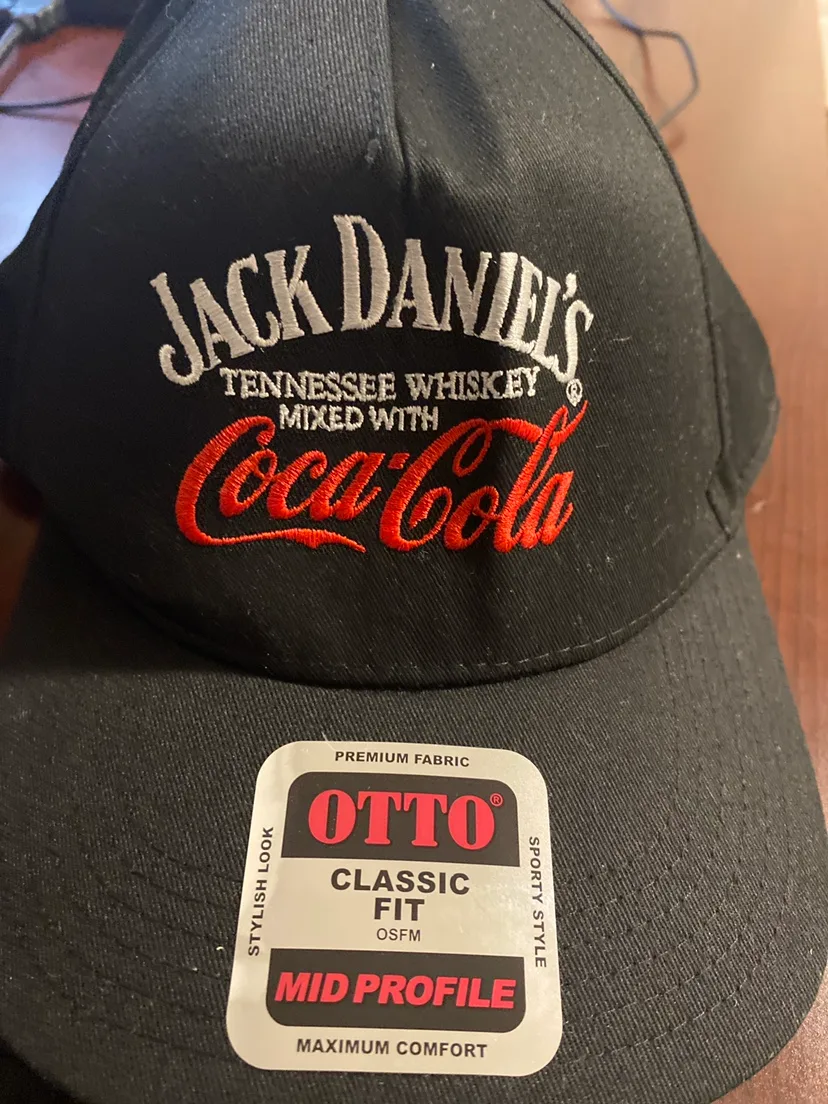 JACK DANIEL'S
TENNESSEE WHISKEY ®
MIXED WITH
Coca-Cola
PREMIUM FABRIC
OTTO®
STYLISH LOOK
SPORTY STYLE
CLASSIC
FIT
OSFM
MID PROFILE
MAXIMUM COMFORT